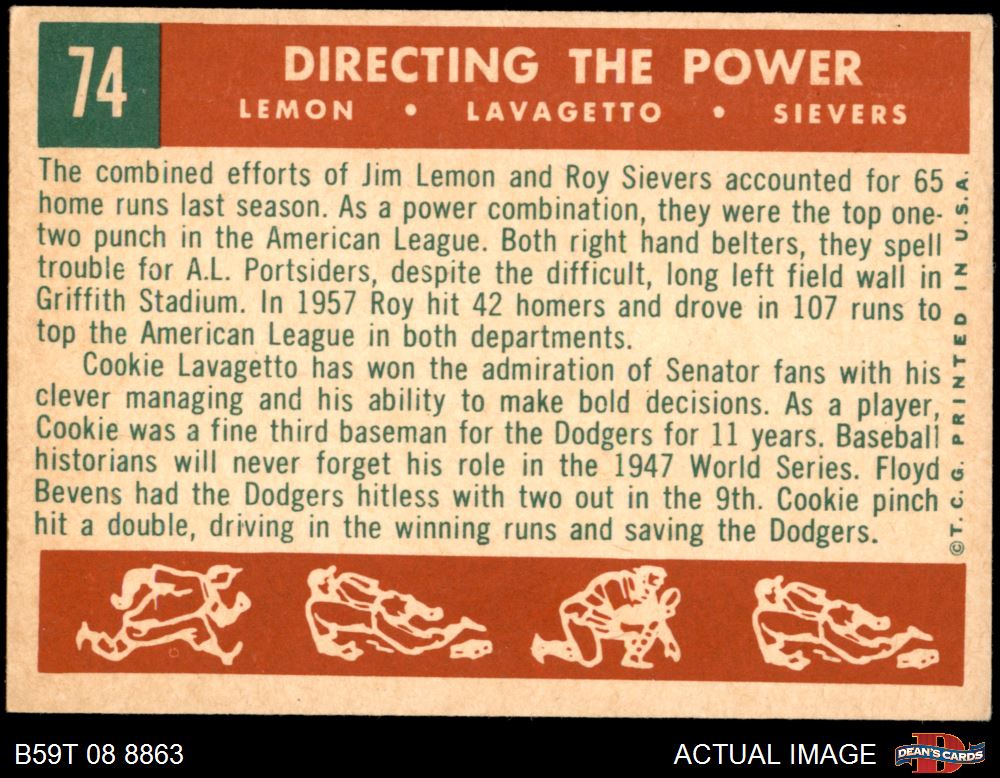 74
DIRECTING THE POWER
LEMON • LAVAGETTO • SIEVERS
The combined efforts of Jim Lemon and Roy Sievers accounted for 65
home runs last season. As a power combination, they were the top one-
two punch in the American League. Both right hand belters, they spell
trouble for A.L. Portsiders, despite the difficult, long left field wall in
Griffith Stadium. In 1957 Roy hit 42 homers and drove in 107 runs to
top the American League in both departments.
Cookie Lavagetto has won the admiration of Senator fans with his
clever managing and his ability to make bold decisions. As a player,
Cookie was a fine third baseman for the Dodgers for 11 years. Baseball
historians will never forget his role in the 1947 World Series. Floyd
Bevens had the Dodgers hitless with two out in the 9th. Cookie pinch
hit a double, driving in the winning runs and saving the Dodgers.
©T. C. G. PRINTED IN U.S.A.
B59T 08 8863
ACTUAL IMAGE
DEAN'S CARDS